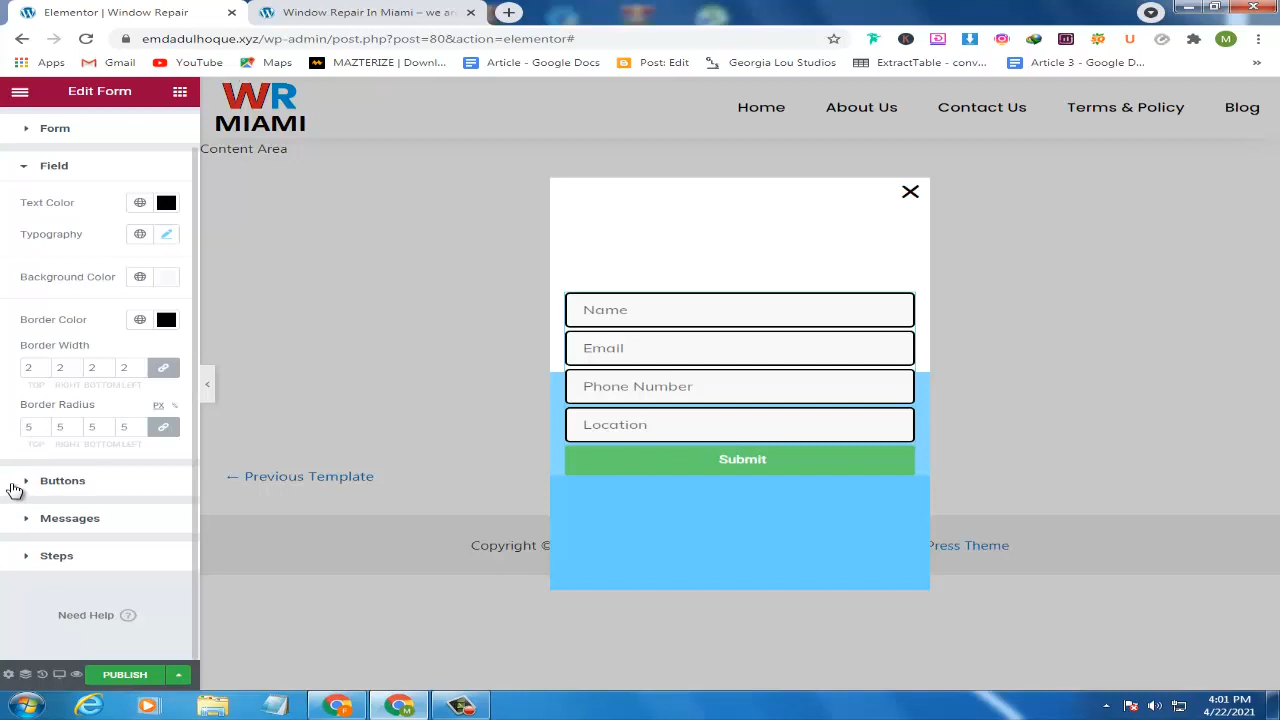 Elementor | Window Repair
Window Repair In Miami – we ar
emdadulhoque.xyz/wp-admin/post.php?post=80&action=elementor#
M
Apps
Gmail
YouTube
Maps
MAZTERIZE | Downl...
Article - Google Docs
Post Edit
Georgia Lou Studios
ExtractTable - conv...
Article 3 - Google D...
»
Edit Form
WR
MIAMI
Home
About Us
Contact Us
Terms & Policy
Blog
Form
Content Area
Field
Text Color
Typography
Background Color
Border Color
Border Width
2 2 2 2
TOP RIGHT BOTTOM LEFT
Border Radius
PX %
5 5 5 5
TOP RIGHT BOTTOM LEFT
Buttons
Messages
Steps
Need Help ?
PUBLISH
Name
Email
Phone Number
Location
Submit
← Previous Template
Copyright ©
Press Theme
4:01 PM
4/22/2021